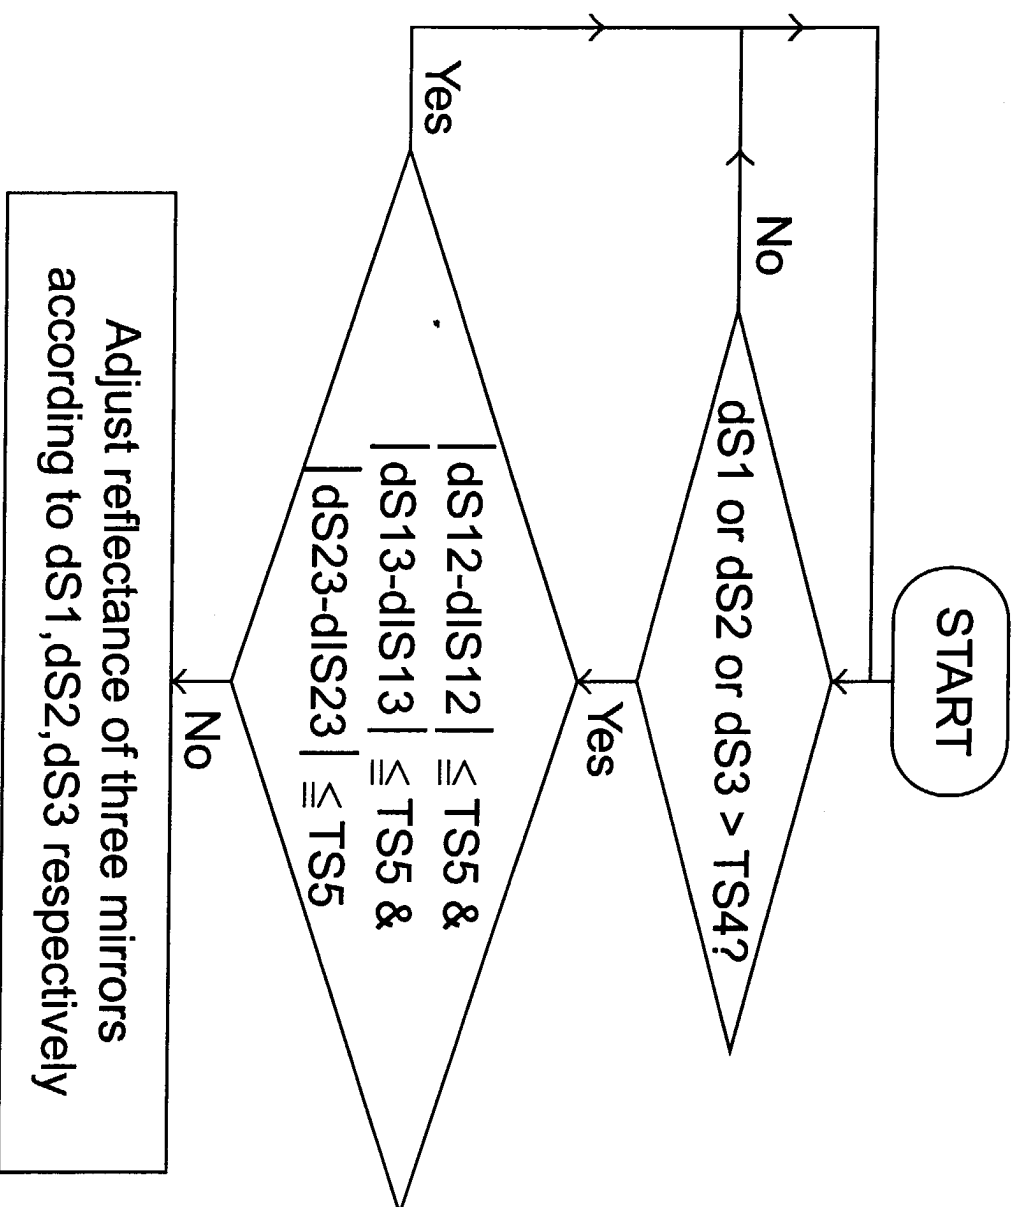 START
dS1 or dS2 or dS3 > TS4?
No
Yes
|dS12-dIS12| ≦ TS5 &
|dS13-dIS13| ≦ TS5 &
|dS23-dIS23| ≦ TS5
Yes
No
Adjust reflectance of three mirrors
according to dS1,dS2,dS3 respectively